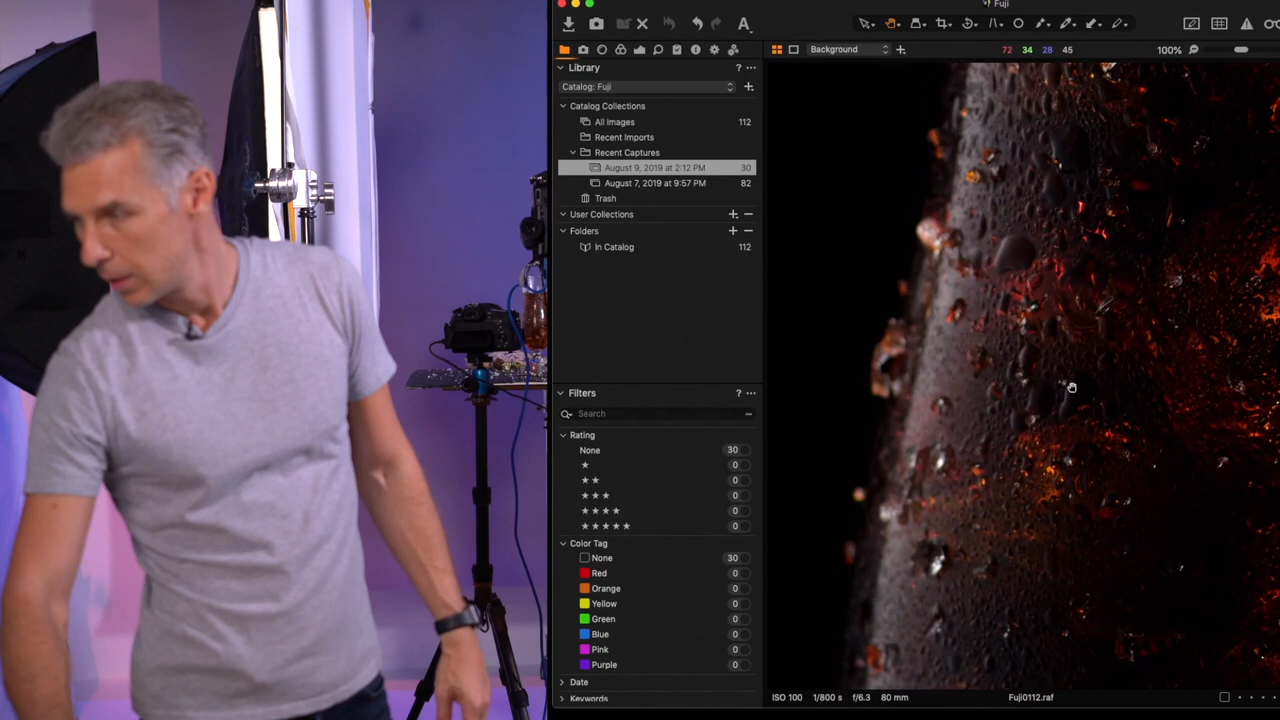 Fuji
A
Background
72 34 28 45
100%
Library
?
Catalog: Fuji
Catalog Collections
All Images 112
Recent Imports
Recent Captures
August 9, 2019 at 2:12 PM 30
August 7, 2019 at 9:57 PM 82
Trash
User Collections
Folders
In Catalog 112
Filters
?
Search
Rating
None 30
★ 0
★★ 0
★★★ 0
★★★★ 0
★★★★★ 0
Color Tag
None 30
Red 0
Orange 0
Yellow 0
Green 0
Blue 0
Pink 0
Purple 0
Date
Keywords
ISO 100 1/800 s f/6.3 80 mm
Fuji0112.raf